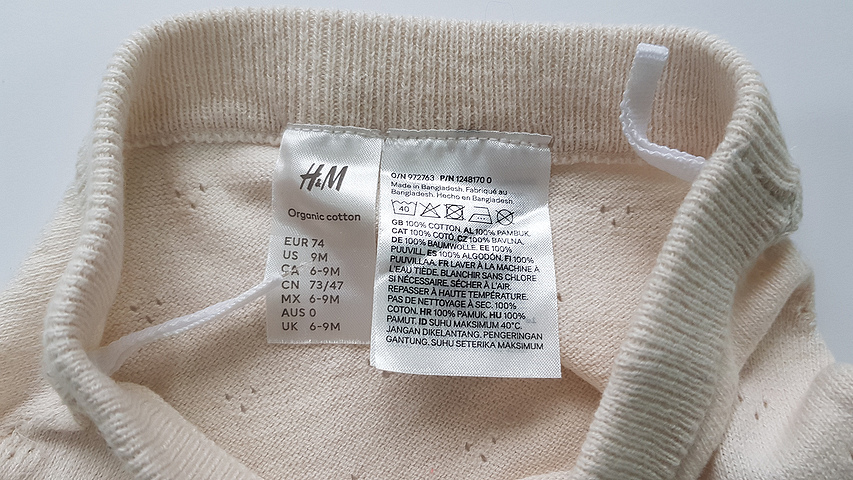 H&M
Organic cotton
EUR 74
US 9M
CA 6-9M
CN 73/47
MX 6-9M
AUS 0
UK 6-9M
O/N 972763 P/N 1248170 0
Made in Bangladesh. Fabriqué au
Bangladesh. Hecho en Bangladesh.
40
GB 100% COTTON. AL 100% PAMBUK.
CAT 100% COTÓ. CZ 100% BAVLNA.
DE 100% BAUMWOLLE. EE 100%
PUUVILL. ES 100% ALGODÓN. FI 100%
PUUVILLAA. FR LAVER À LA MACHINE À
L'EAU TIÈDE. BLANCHIR SANS CHLORE
SI NÉCESSAIRE. SÉCHER À L'AIR.
REPASSER À HAUTE TEMPÉRATURE.
PAS DE NETTOYAGE À SEC. 100%
COTON. HR 100% PAMUK. HU 100%
PAMUT. ID SUHU MAKSIMUM 40°C.
JANGAN DIKELANTANG. PENGERINGAN
GANTUNG. SUHU SETERIKA MAKSIMUM